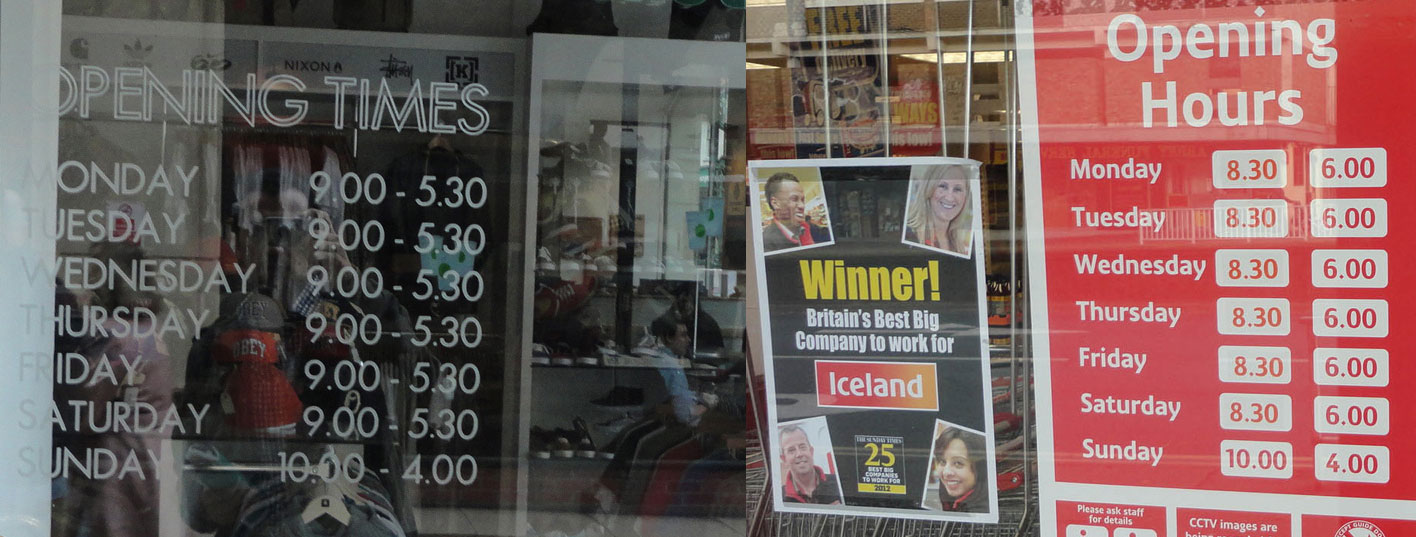 NIXON
OPENING TIMES
MONDAY 9.00 - 5.30
TUESDAY 9.00 - 5.30
WEDNESDAY 9.00 - 5.30
THURSDAY 9.00 - 5.30
FRIDAY 9.00 - 5.30
SATURDAY 9.00 - 5.30
SUNDAY 10.00 - 4.00
OBEY
FREE
Winner!
Britain's Best Big
Company to work for
Iceland
THE SUNDAY TIMES
25
BEST BIG
COMPANIES
TO WORK FOR
2012
Opening
Hours
Monday 8.30 6.00
Tuesday 8.30 6.00
Wednesday 8.30 6.00
Thursday 8.30 6.00
Friday 8.30 6.00
Saturday 8.30 6.00
Sunday 10.00 4.00
Please ask staff
for details
CCTV images are